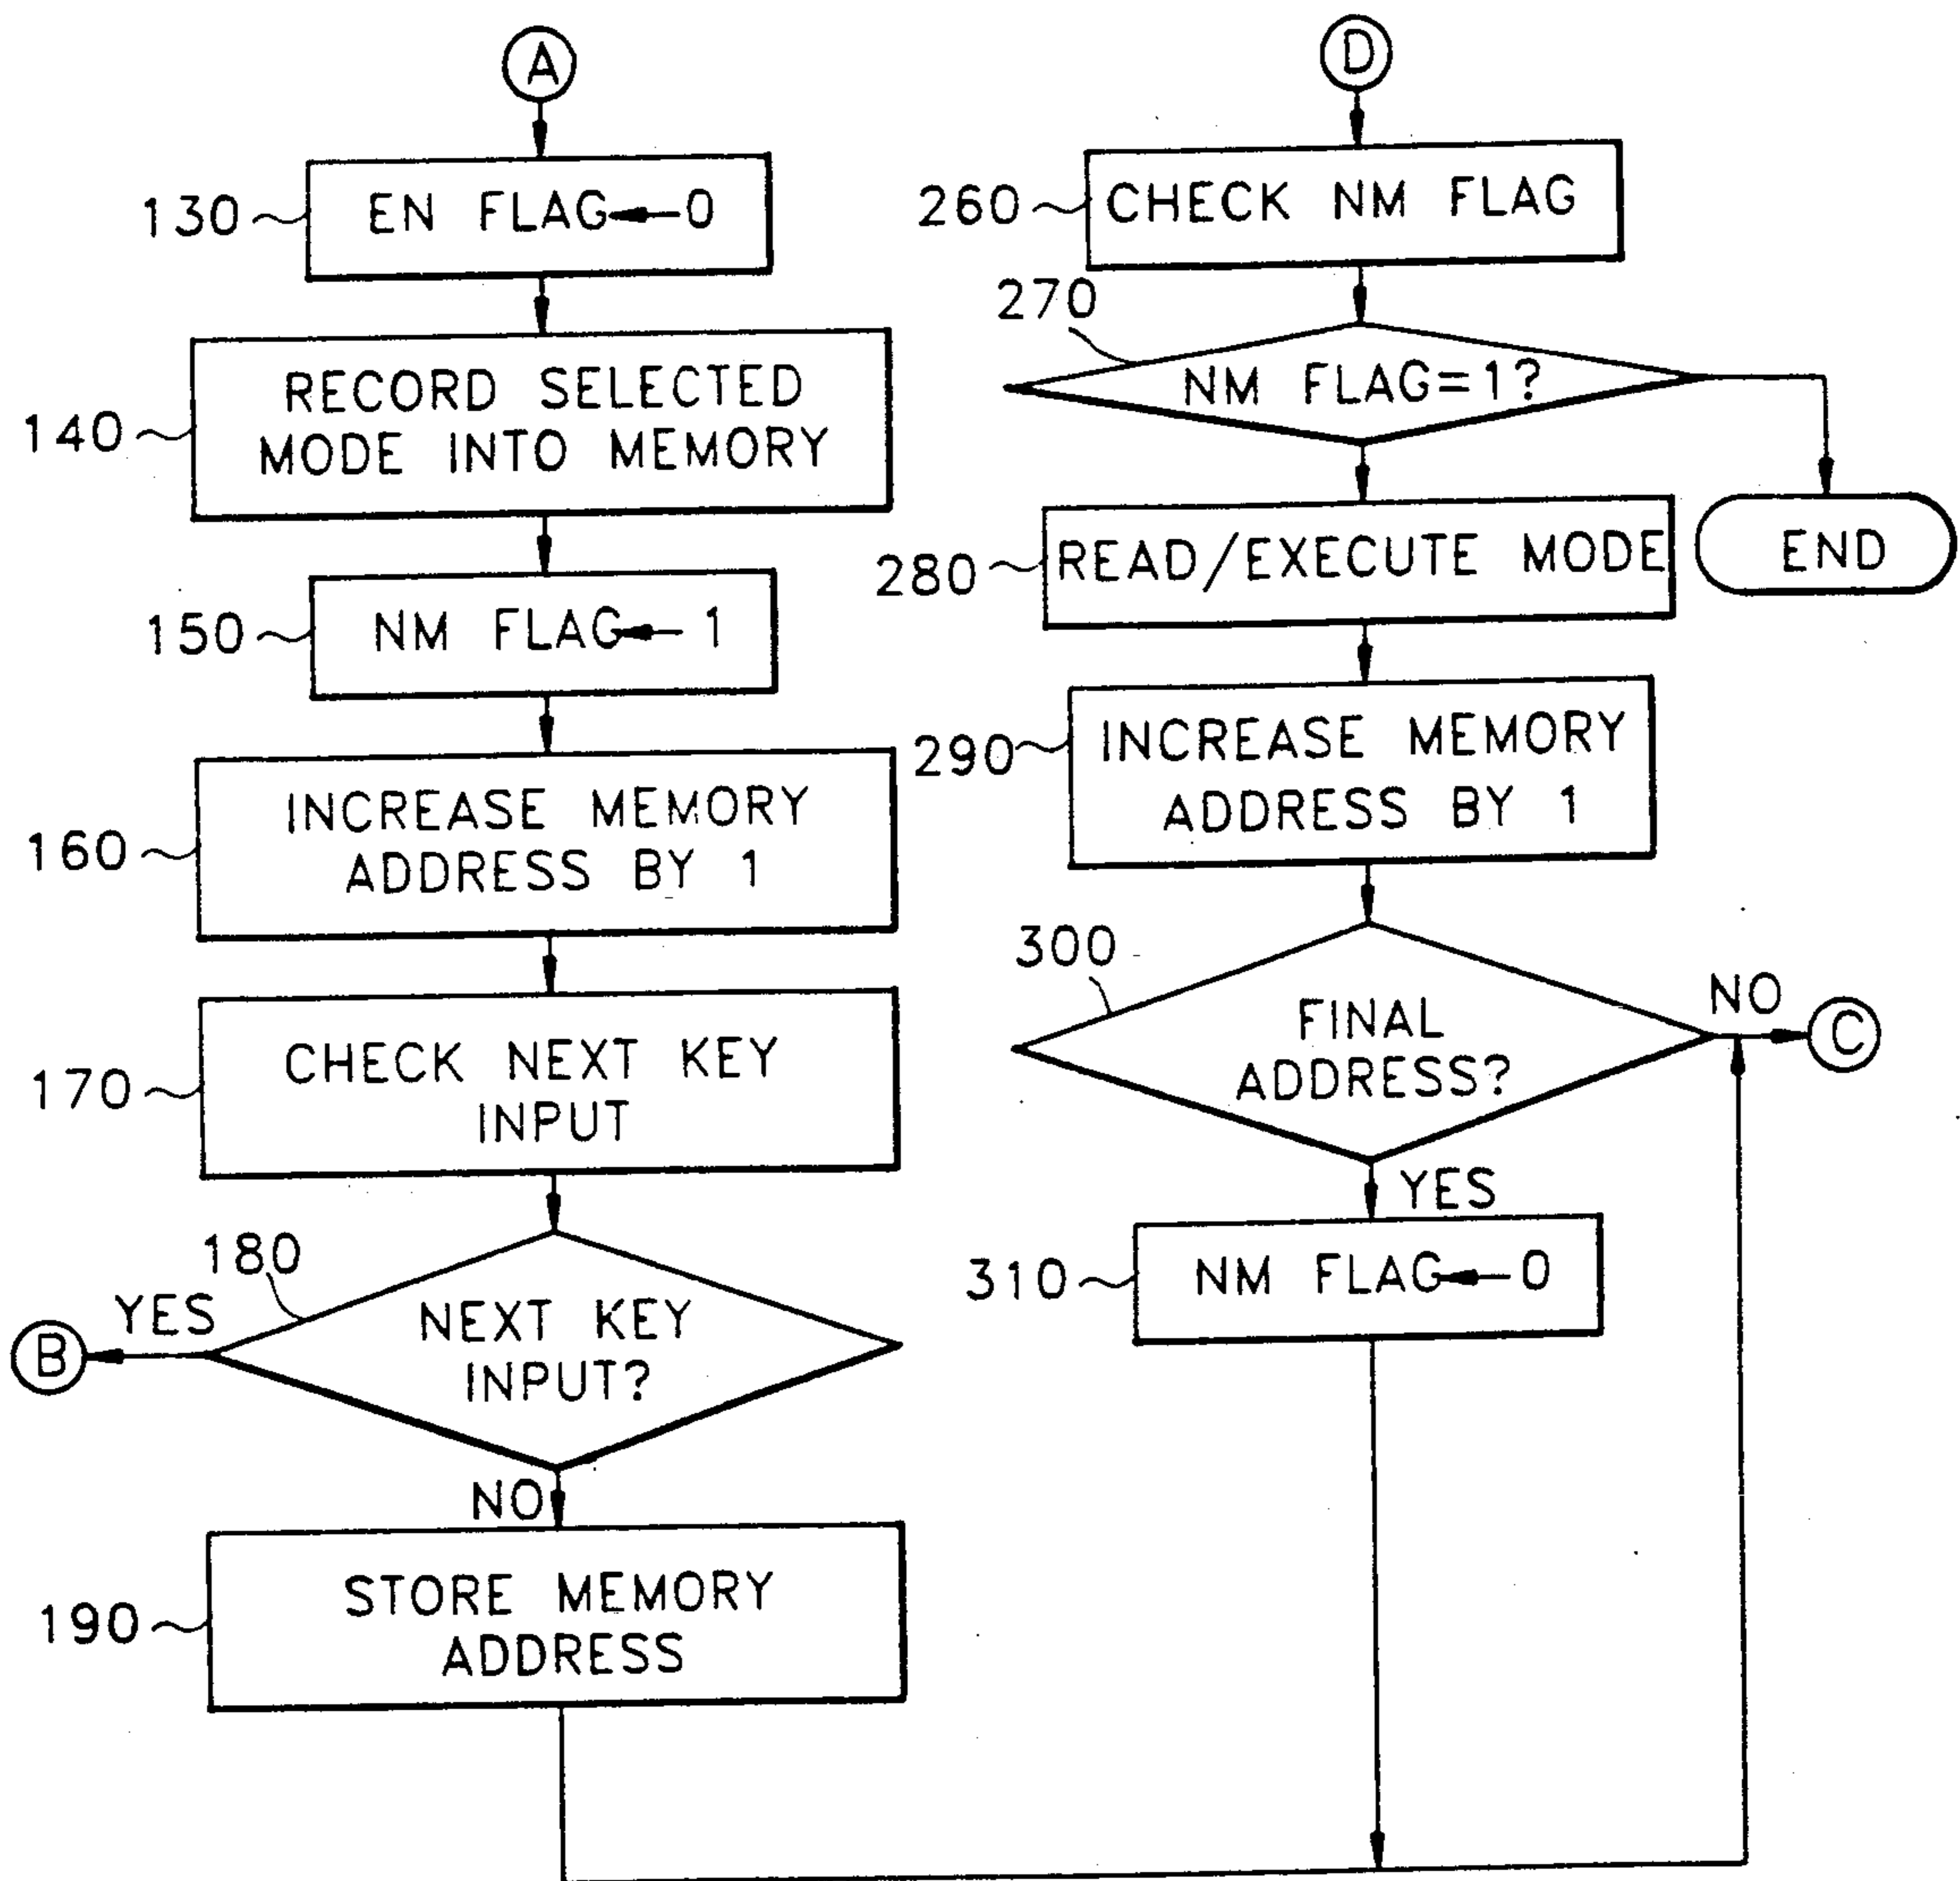 A
130
EN FLAG←0
140
RECORD SELECTED
MODE INTO MEMORY
150
NM FLAG←1
160
INCREASE MEMORY
ADDRESS BY 1
170
CHECK NEXT KEY
INPUT
180
NEXT KEY
INPUT?
YES
B
NO
190
STORE MEMORY
ADDRESS
D
260
CHECK NM FLAG
270
NM FLAG=1?
END
280
READ/EXECUTE MODE
290
INCREASE MEMORY
ADDRESS BY 1
300
FINAL
ADDRESS?
NO
C
YES
310
NM FLAG←0